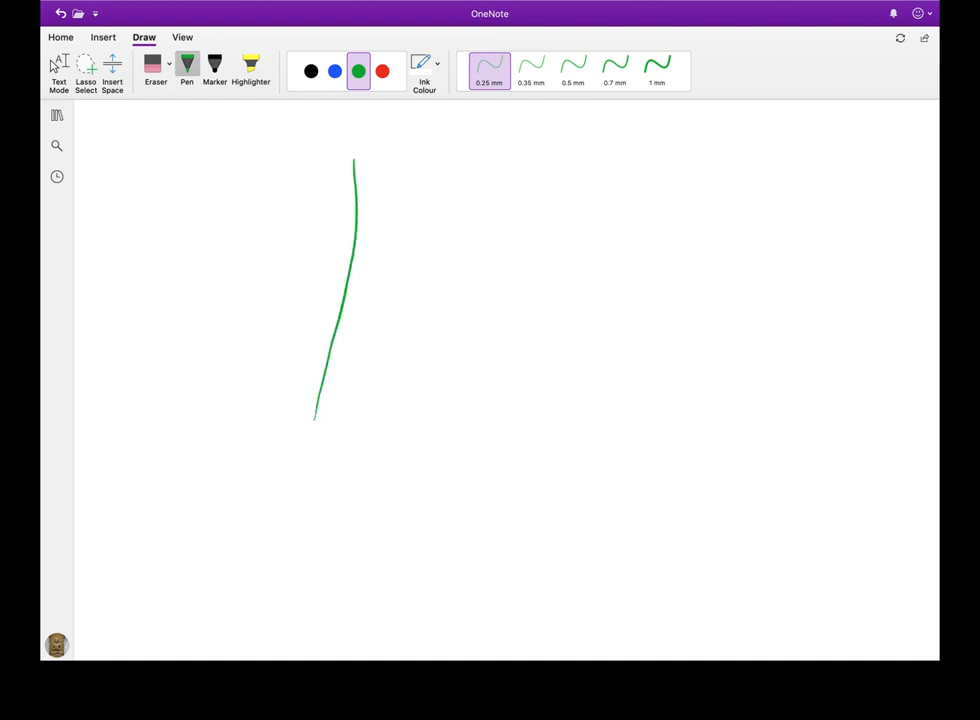 OneNote
Home Insert Draw View
Text Mode
Lasso Select
Insert Space
Eraser
Pen
Marker
Highlighter
Ink Colour
0.25 mm
0.35 mm
0.5 mm
0.7 mm
1 mm